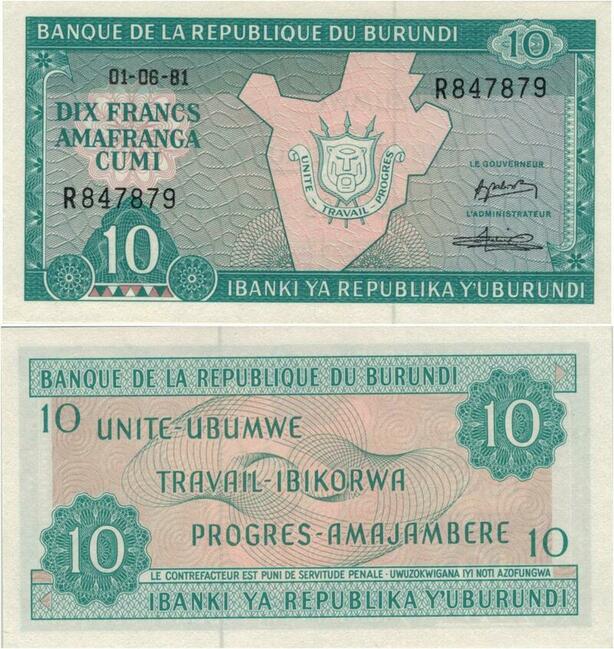 BANQUE DE LA REPUBLIQUE DU BURUNDI
10
01-06-81
R847879
DIX FRANCS
AMAFRANGA
CUMI
R847879
UNITE - TRAVAIL - PROGRES
LE GOUVERNEUR
L'ADMINISTRATEUR
10
IBANKI YA REPUBLIKA Y'UBURUNDI
BANQUE DE LA REPUBLIQUE DU BURUNDI
10
UNITE-UBUMWE
10
TRAVAIL-IBIKORWA
PROGRES-AMAJAMBERE
10
10
LE CONTREFACTEUR EST PUNI DE SERVITUDE PENALE - UWUZOKWIGANA IYI NOTI AZOFUNGWA
IBANKI YA REPUBLIKA Y'UBURUNDI